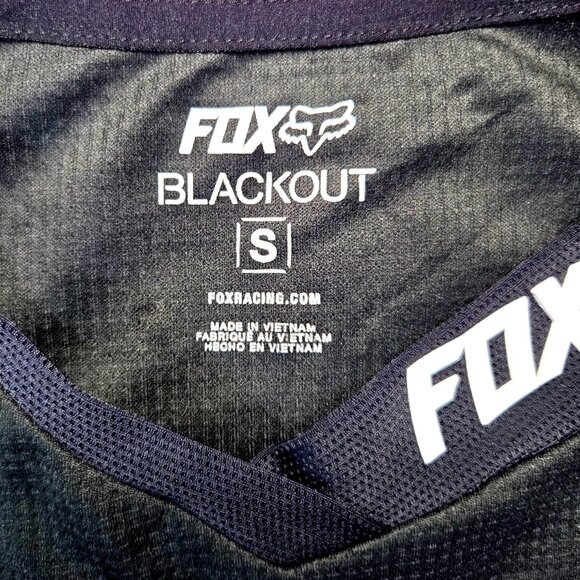 FOX
BLACKOUT
S
FOXRACING.COM
MADE IN VIETNAM
FABRIQUÉ AU VIETNAM
HECHO EN VIETNAM
FOX